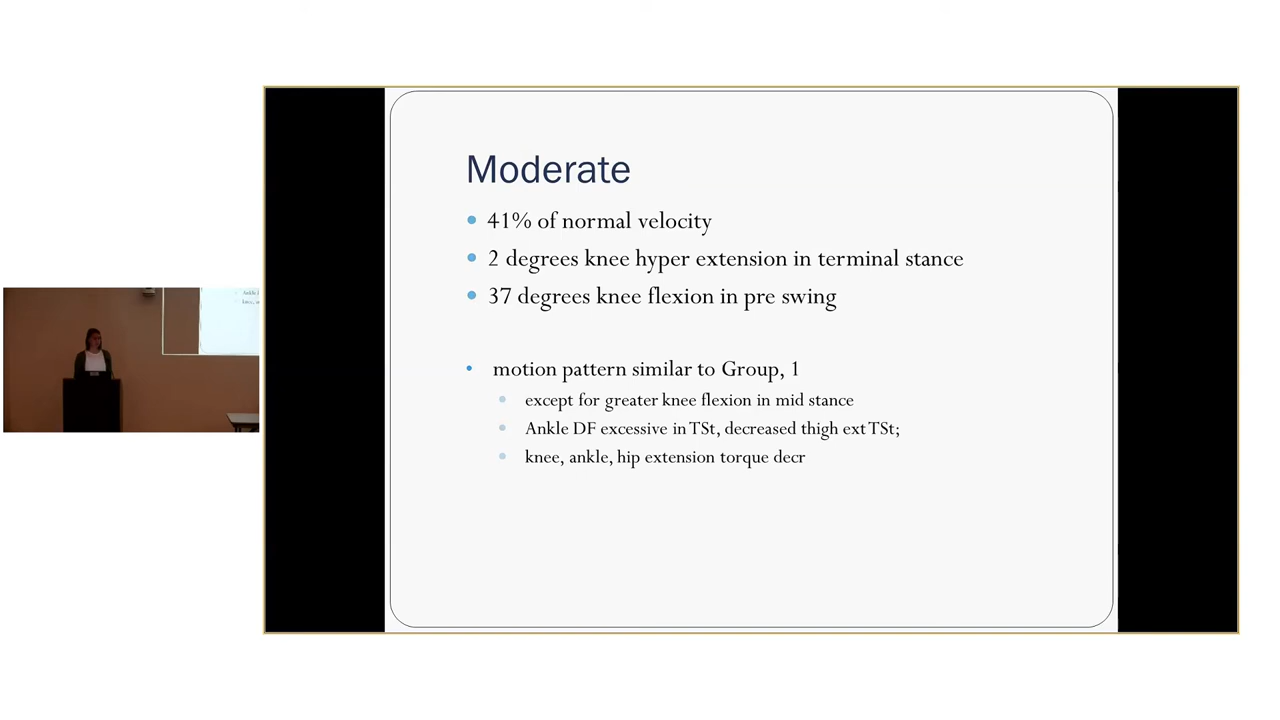 Moderate
41% of normal velocity
2 degrees knee hyper extension in terminal stance
37 degrees knee flexion in pre swing
motion pattern similar to Group, 1
except for greater knee flexion in mid stance
Ankle DF excessive in TSt, decreased thigh ext TSt;
knee, ankle, hip extension torque decr